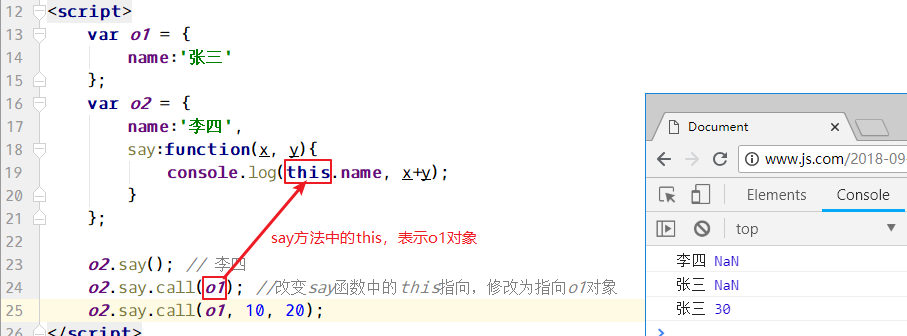 12 <script>
13 var o1 = {
14 name:'张三'
15 };
16 var o2 = {
17 name:'李四',
18 say:function(x, y){
19 console.log(this.name, x+y);
20 }
21 };
22
say方法中的this，表示o1对象
23 o2.say(); // 李四
24 o2.say.call(o1); //改变say函数中的this指向，修改为指向o1对象
25 o2.say.call(o1, 10, 20);
26 </script>
Document
www.js.com/2018-09-
Elements Console
top
李四 NaN
张三 NaN
张三 30